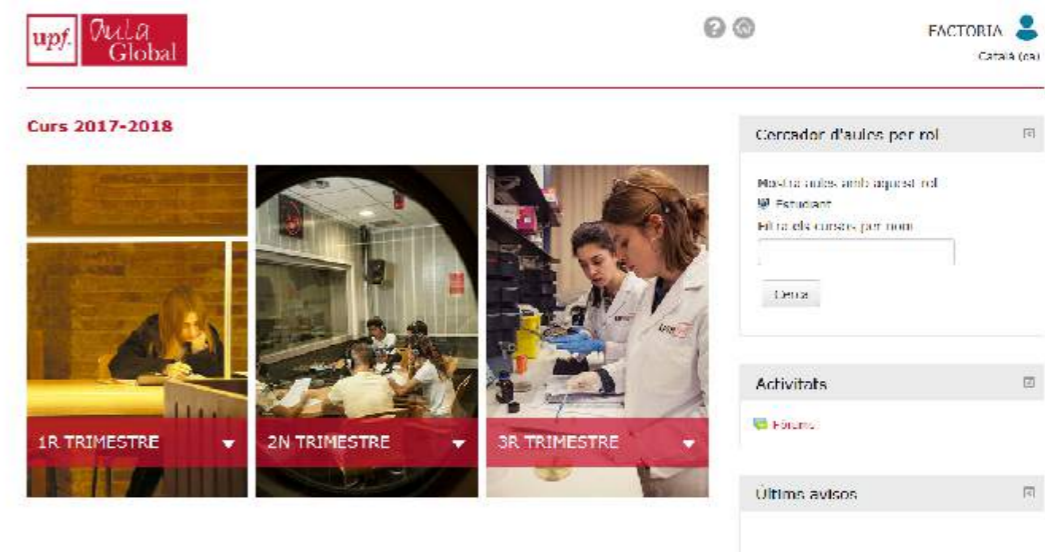 upf.
Aula
Global
FACTORIA
Català (ca)
Curs 2017-2018
1R TRIMESTRE
2N TRIMESTRE
3R TRIMESTRE
Cercador d'aules per rol
Mostra aules amb aquest rol
Estudiant
Filtra els cursos per nom
Cerca
Activitats
Fòrums
Últims avisos